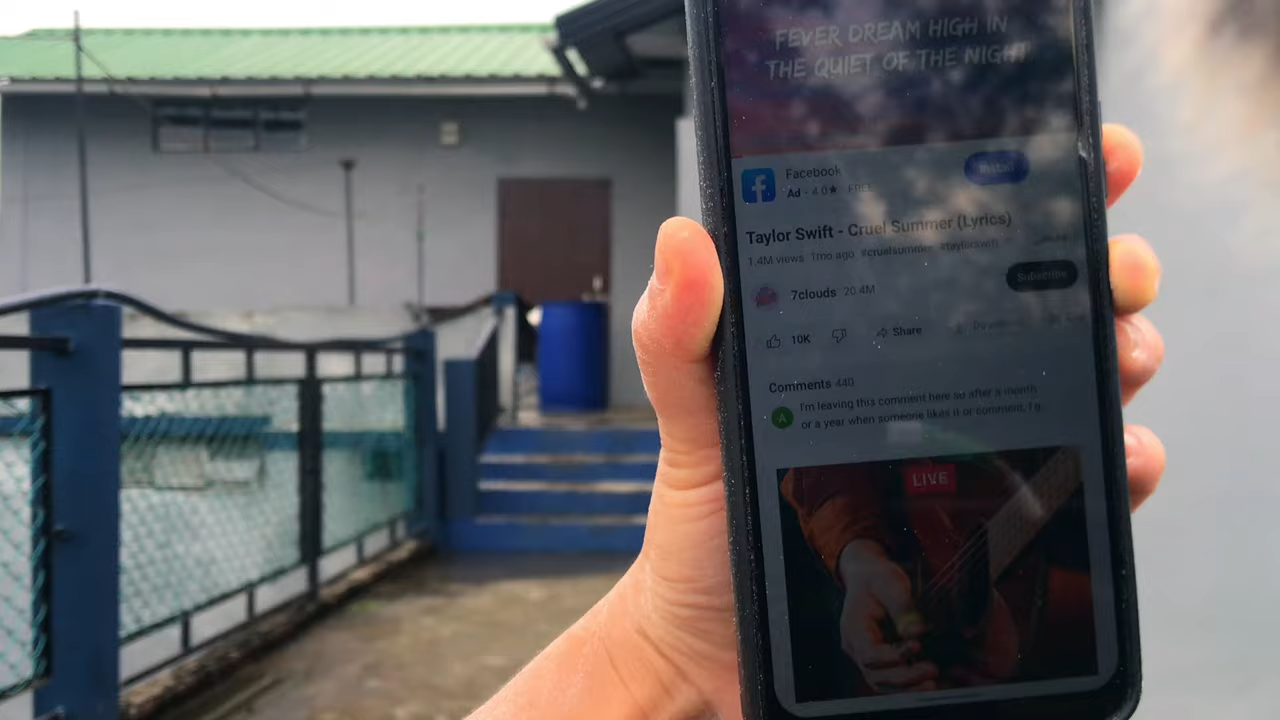 FEVER DREAM HIGH IN
THE QUIET OF THE NIGHT
Facebook
Ad · 4.0★ FREE
Install
Taylor Swift - Cruel Summer (Lyrics)
1.4M views 1mo ago #cruelsummer #taylorswift
7clouds 20.4M
Subscribe
10K
Share
Comments 440
A
I'm leaving this comment here so after a month
or a year when someone likes it or comment, I g..
LIVE